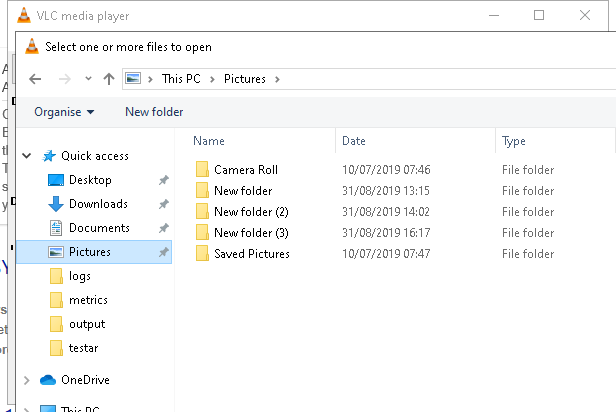 VLC media player
Select one or more files to open
This PC Pictures
Organise New folder
Name Date Type
Quick access
Desktop
Downloads
Documents
Pictures
logs
metrics
output
testar
OneDrive
This PC
Camera Roll 10/07/2019 07:46 File folder
New folder 31/08/2019 13:15 File folder
New folder (2) 31/08/2019 14:02 File folder
New folder (3) 31/08/2019 16:17 File folder
Saved Pictures 10/07/2019 07:47 File folder